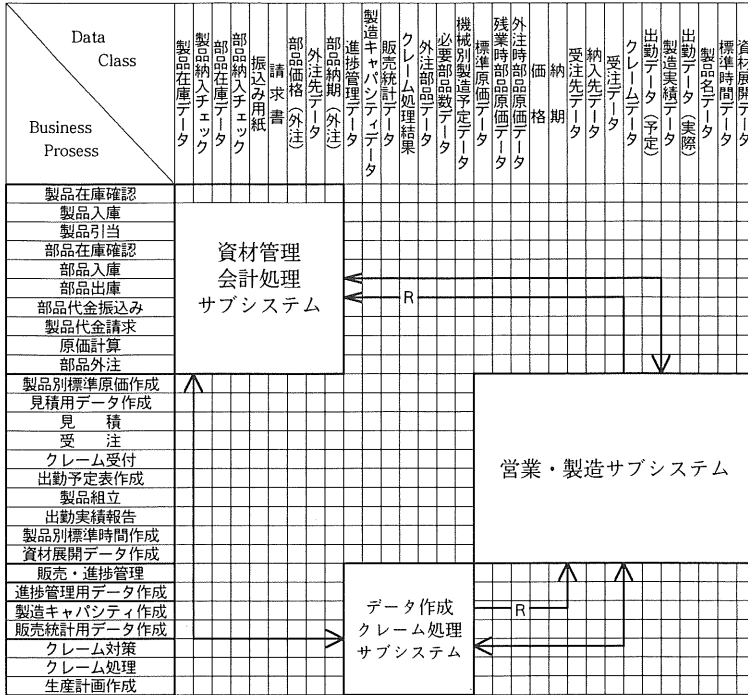 Data
Class
Business
Prosess
製品在庫データ
製品納入チェック
部品在庫データ
部品納入チェック
振込み用紙
請求書
部品価格（外注）
外注先データ
部品納期（外注）
進捗管理データ
製造キャパシティデータ
販売統計データ
クレーム処理結果
外注部品データ
必要部品数データ
機械別製造予定データ
標準原価データ
残業時部品原価データ
外注時部品原価データ
価格
納期
受注先データ
納入先データ
受注データ
クレームデータ
出勤データ（予定）
製造実績データ
出勤データ（実際）
製品名データ
標準時間データ
資材展開データ
製品在庫確認
製品入庫
製品引当
部品在庫確認
部品入庫
部品出庫
部品代金振込み
製品代金請求
原価計算
部品外注
製品別標準原価作成
見積用データ作成
見積
受注
クレーム受付
出勤予定表作成
製品組立
出勤実績報告
製品別標準時間作成
資材展開データ作成
販売・進捗管理
進捗管理用データ作成
製造キャパシティ作成
販売統計用データ作成
クレーム対策
クレーム処理
生産計画作成
資材管理
会計処理
サブシステム
R
営業・製造サブシステム
データ作成
クレーム処理
サブシステム
R